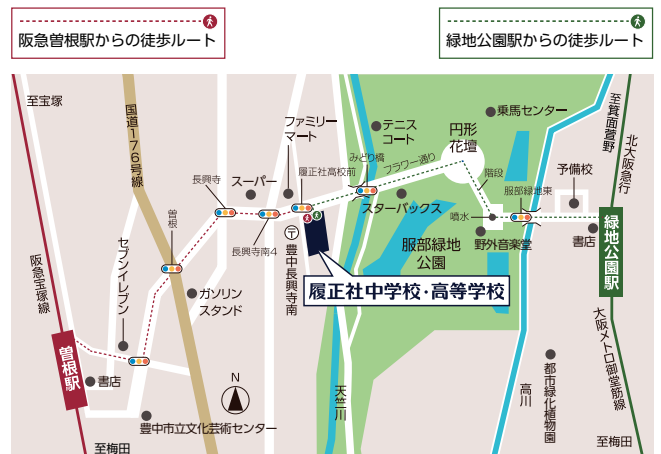 阪急曽根駅からの徒歩ルート
緑地公園駅からの徒歩ルート
至宝塚
国道176号線
ファミリー
マート
テニス
コート
乗馬センター
円形
花壇
至箕面萱野
北大阪急行
みどり橋
フラワー通り
履正社高校前
階段
予備校
長興寺
スーパー
スターバックス
服部緑地東
噴水
野外音楽堂
書店
緑地公園駅
曽根
長興寺南4
豊中長興寺南
服部緑地
公園
阪急宝塚線
セブンイレブン
ガソリン
スタンド
履正社中学校・高等学校
大阪メトロ御堂筋線
曽根駅
書店
N
天竺川
高川
都市緑化植物園
豊中市立文化芸術センター
至梅田
至梅田